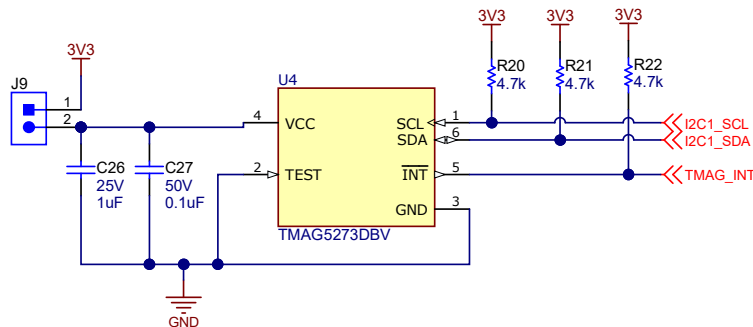 3V3
J9
1
2
C26
25V
1uF
C27
50V
0.1uF
GND
U4
4
VCC
2
TEST
SCL
1
SDA
6
INT
5
GND
3
TMAG5273DBV
3V3
R20
4.7k
3V3
R21
4.7k
3V3
R22
4.7k
I2C1_SCL
I2C1_SDA
TMAG_INT